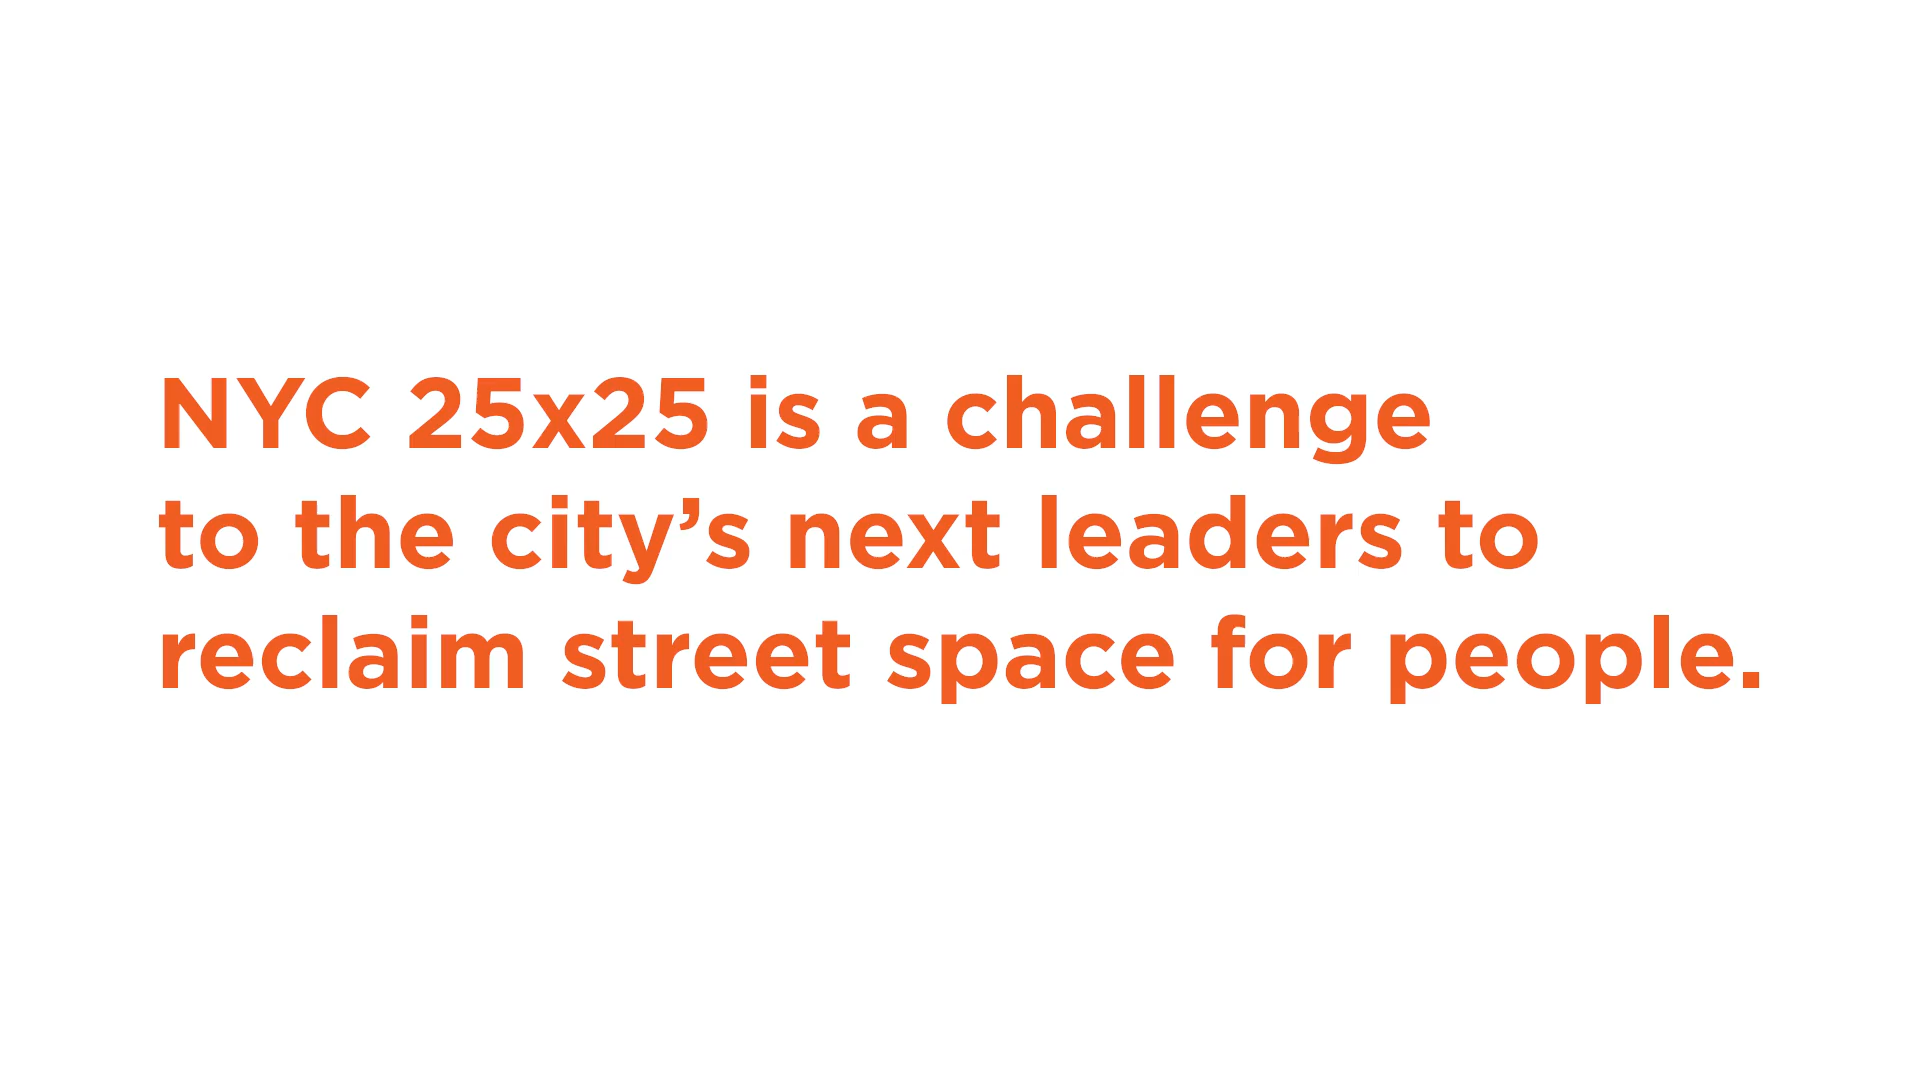 NYC 25x25 is a challenge
to the city’s next leaders to
reclaim street space for people.